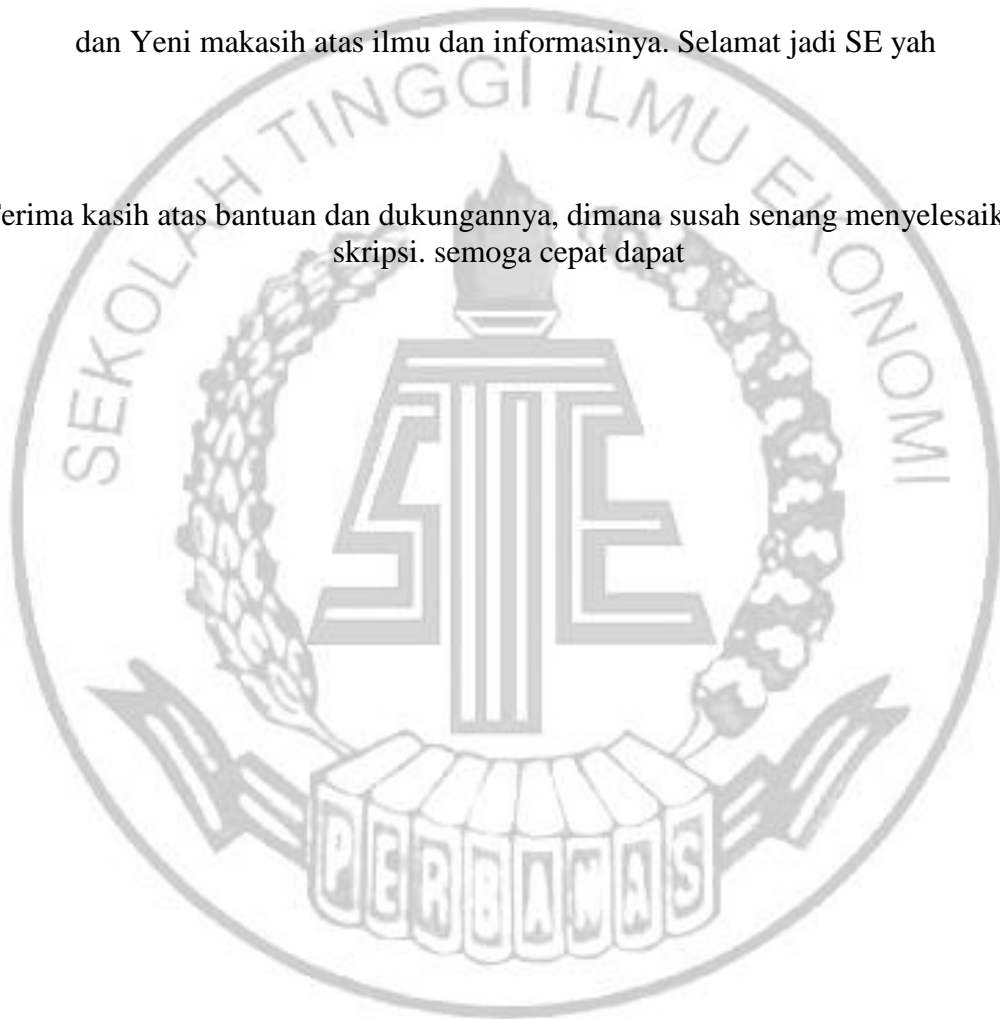 dan Yeni makasih atas ilmu dan informasinya. Selamat jadi SE yah
SEKOLAH TINGGI ILMU EKONOMI
erima kasih atas bantuan dan dukungannya, dimana susah senang menyelesaik
skripsi. semoga cepat dapat
STIE
PERBANAS